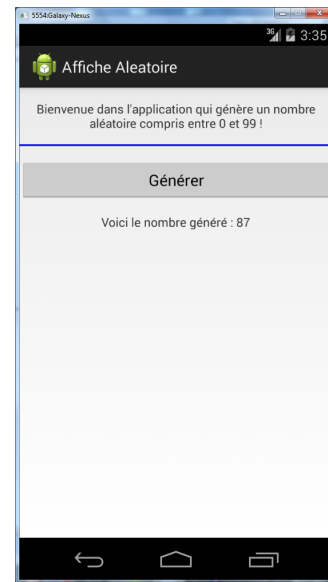 5554:Galaxy-Nexus
3G 3:35
Affiche Aleatoire
Bienvenue dans l'application qui génère un nombre
aléatoire compris entre 0 et 99 !
Générer
Voici le nombre généré : 87